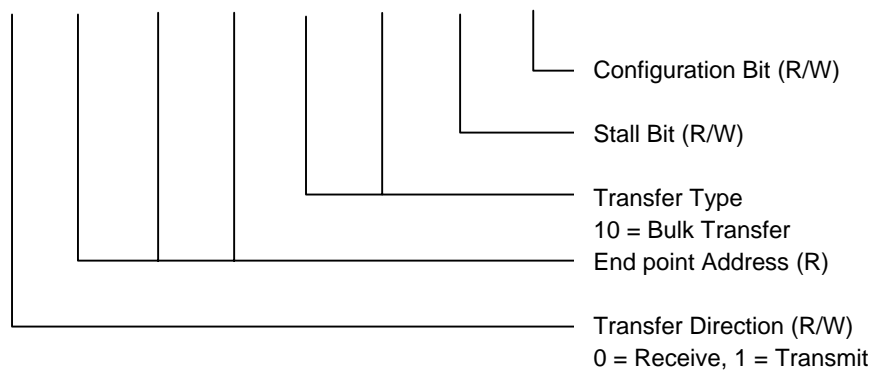 Configuration Bit (R/W)
Stall Bit (R/W)
Transfer Type
10 = Bulk Transfer
End point Address (R)
Transfer Direction (R/W)
0 = Receive, 1 = Transmit